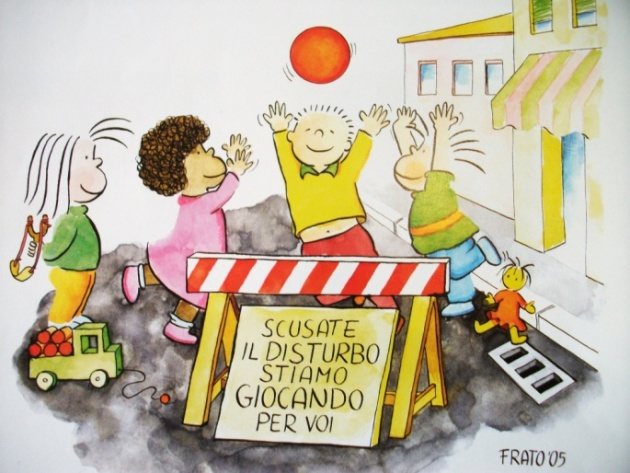 SCUSATE
IL DISTURBO
STIAMO
GIOCANDO
PER VOI
FRATO'05